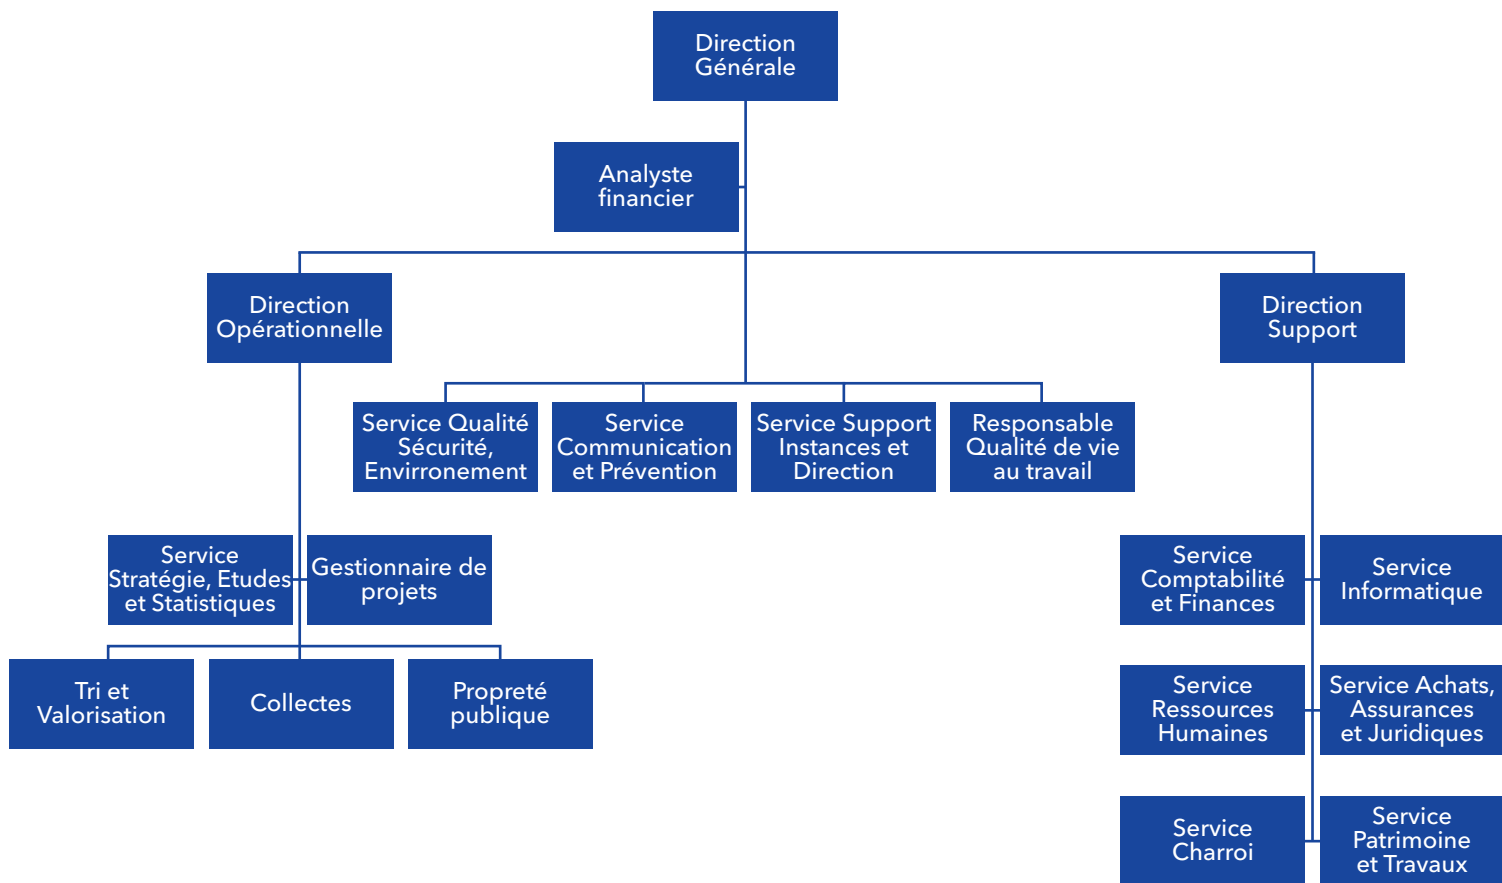 Direction
Générale
Analyste
financier
Direction
Opérationnelle
Direction
Support
Service Qualité
Sécurité,
Envirronement
Service
Communication
et Prévention
Service Support
Instances et
Direction
Responsable
Qualité de vie
au travail
Service
Stratégie, Etudes
et Statistiques
Gestionnaire de
projets
Service
Comptabilité
et Finances
Service
Informatique
Tri et
Valorisation
Collectes
Propreté
publique
Service
Ressources
Humaines
Service Achats,
Assurances
et Juridiques
Service
Charroi
Service
Patrimoine
et Travaux